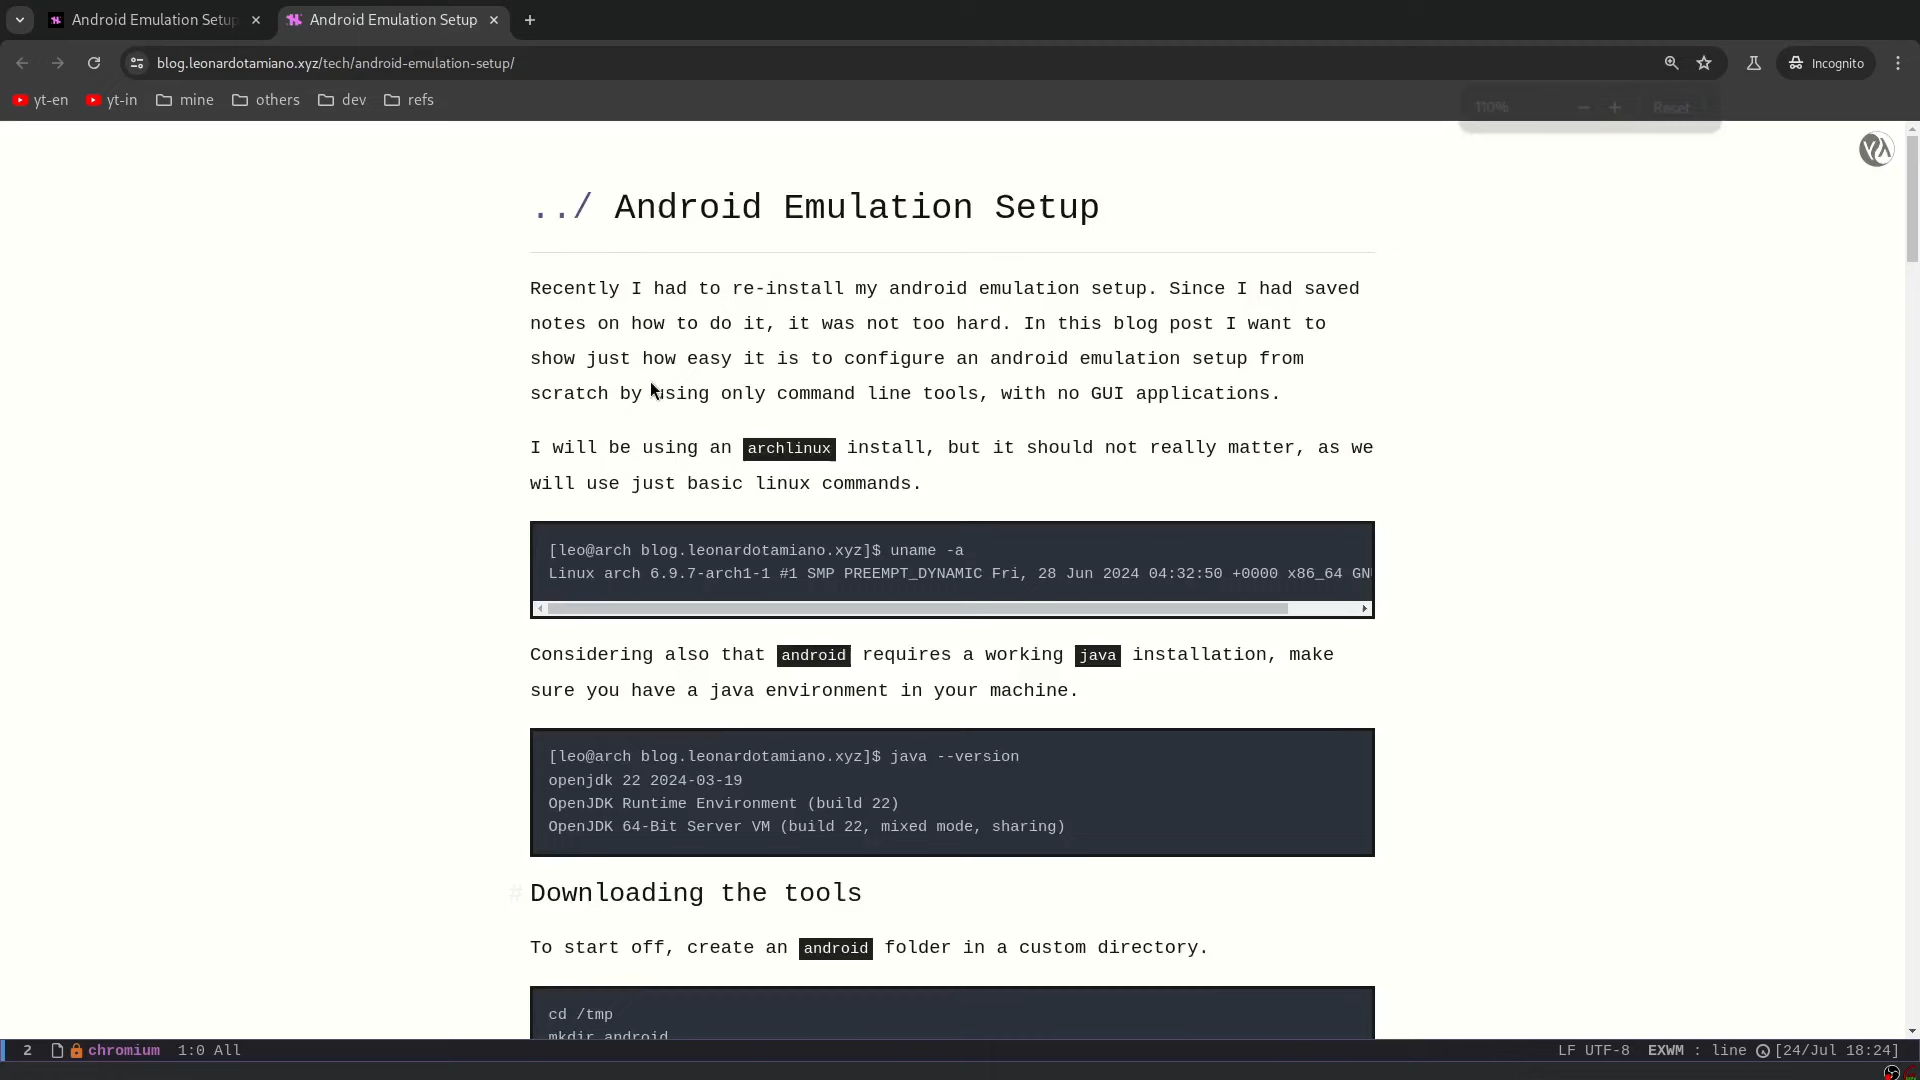 Android Emulation Setup
Android Emulation Setup
blog.leonardotamiano.xyz/tech/android-emulation-setup/
Incognito
yt-en
yt-in
mine
others
dev
refs
110%
Reset
../ Android Emulation Setup
Recently I had to re-install my android emulation setup. Since I had saved
notes on how to do it, it was not too hard. In this blog post I want to
show just how easy it is to configure an android emulation setup from
scratch by using only command line tools, with no GUI applications.
I will be using an archlinux install, but it should not really matter, as we
will use just basic linux commands.
[leo@arch blog.leonardotamiano.xyz]$ uname -a
Linux arch 6.9.7-arch1-1 #1 SMP PREEMPT_DYNAMIC Fri, 28 Jun 2024 04:32:50 +0000 x86_64 GN
Considering also that android requires a working java installation, make
sure you have a java environment in your machine.
[leo@arch blog.leonardotamiano.xyz]$ java --version
openjdk 22 2024-03-19
OpenJDK Runtime Environment (build 22)
OpenJDK 64-Bit Server VM (build 22, mixed mode, sharing)
# Downloading the tools
To start off, create an android folder in a custom directory.
cd /tmp
mkdir android
2 chromium 1:0 All
LF UTF-8 EXWM : line [24/Jul 18:24]